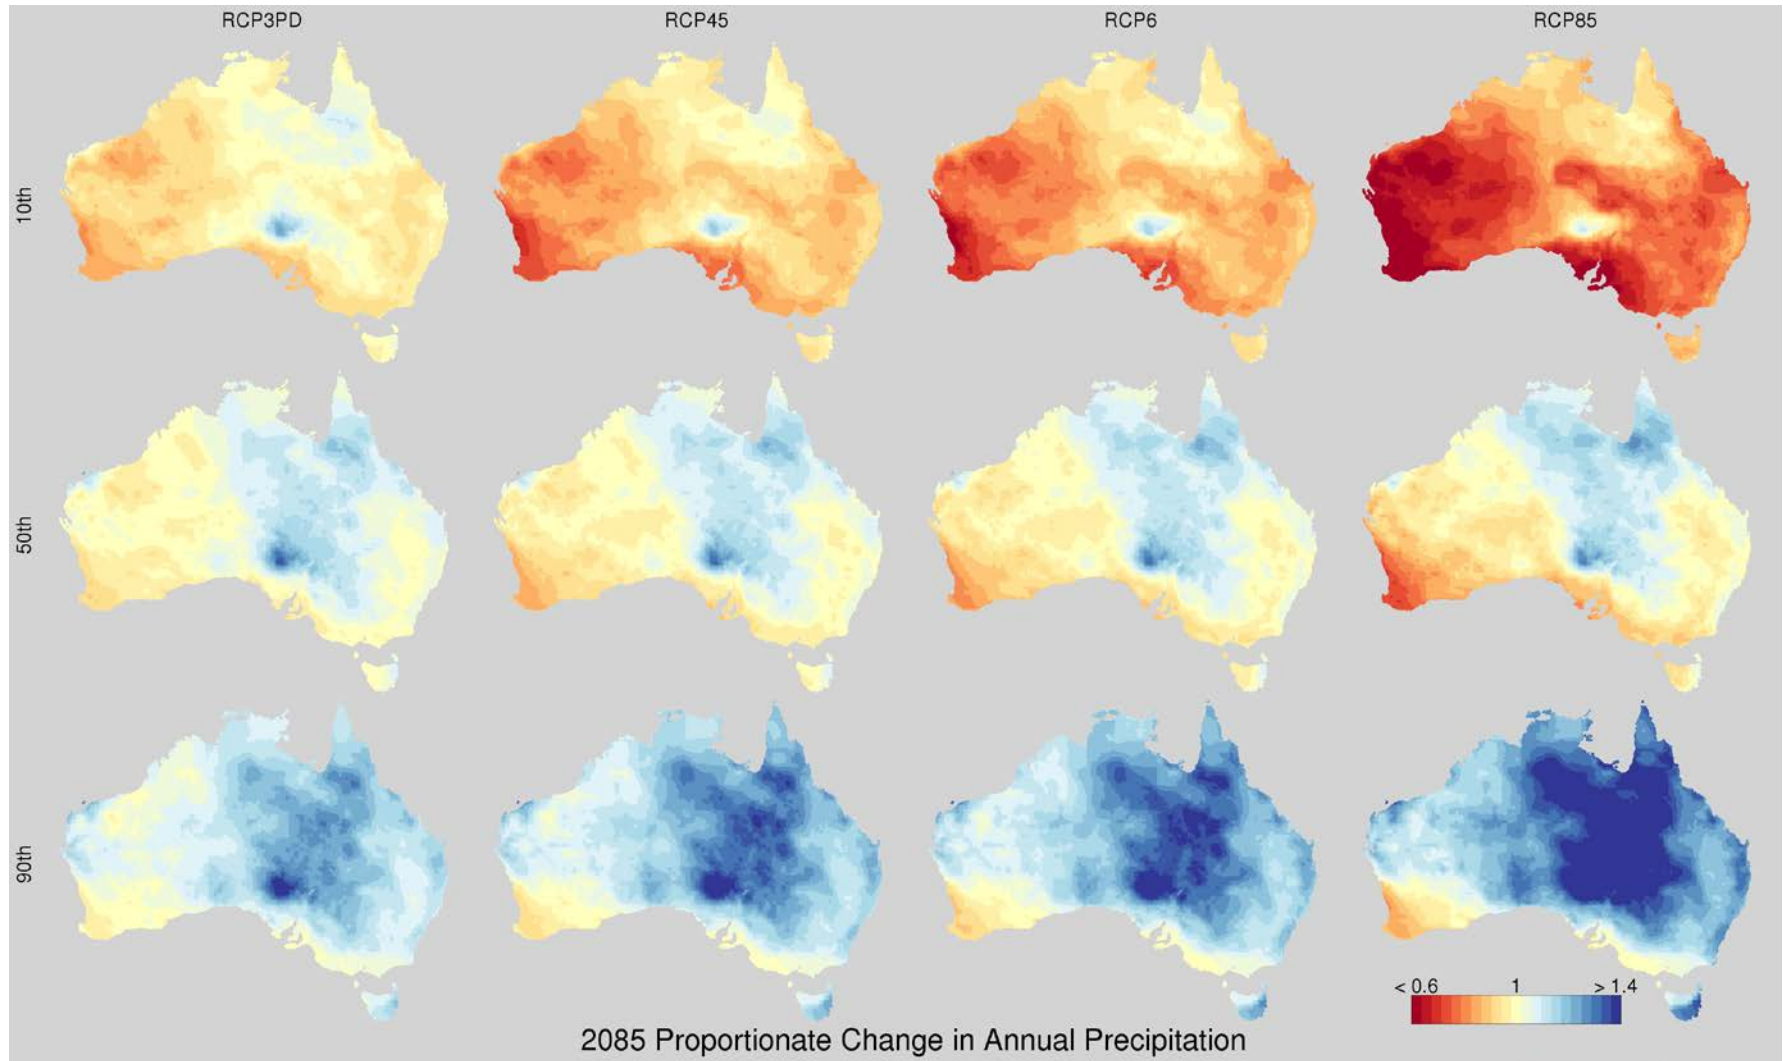 RCP3PD RCP45 RCP6 RCP85
10th
50th
90th
< 0.6 1 > 1.4
2085 Proportionate Change in Annual Precipitation